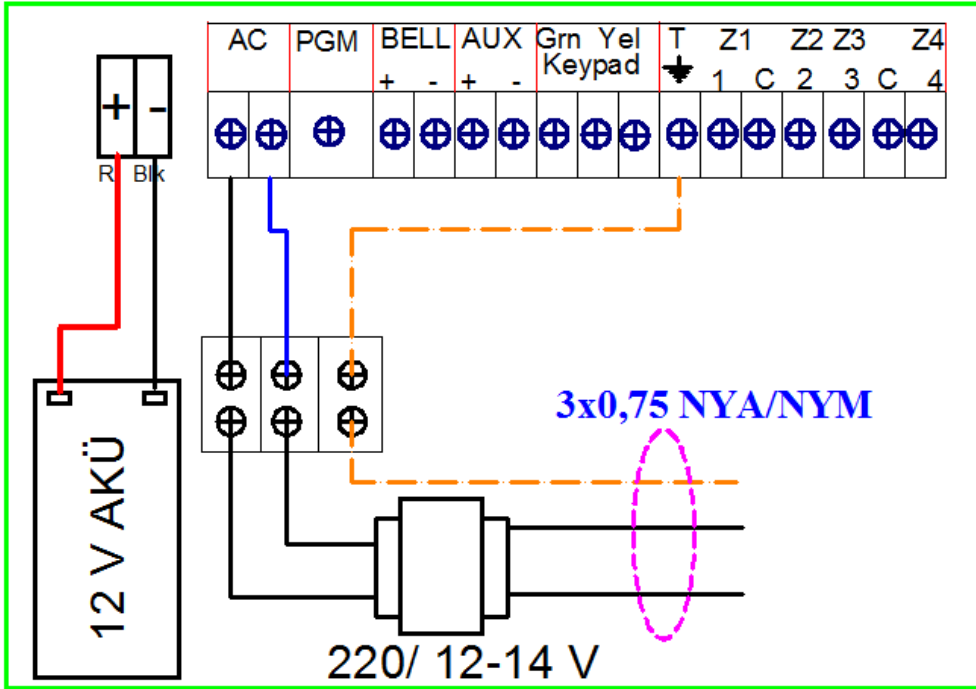 AC PGM BELL AUX Grn Yel T Z1 Z2 Z3 Z4
Keypad
+ - + - 1 C 2 3 C 4
+ -
R Blk
3x0,75 NYA/NYM
12 V AKÜ
220/ 12-14 V